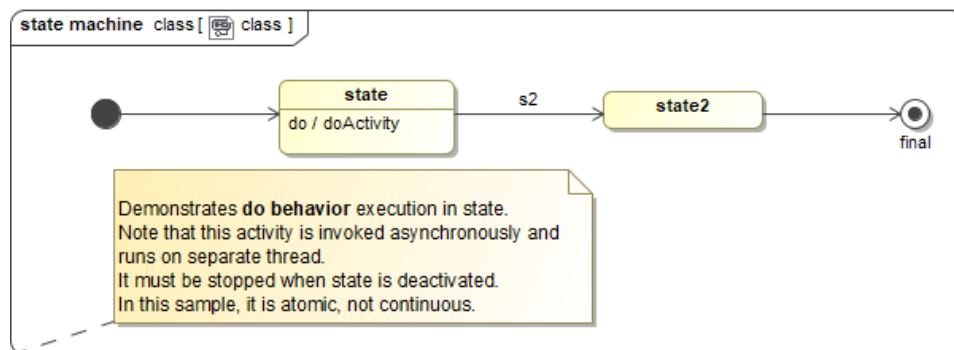 state machine class [ class ]
state
s2
state2
do / doActivity
final
Demonstrates do behavior execution in state.
Note that this activity is invoked asynchronously and
runs on separate thread.
It must be stopped when state is deactivated.
In this sample, it is atomic, not continuous.